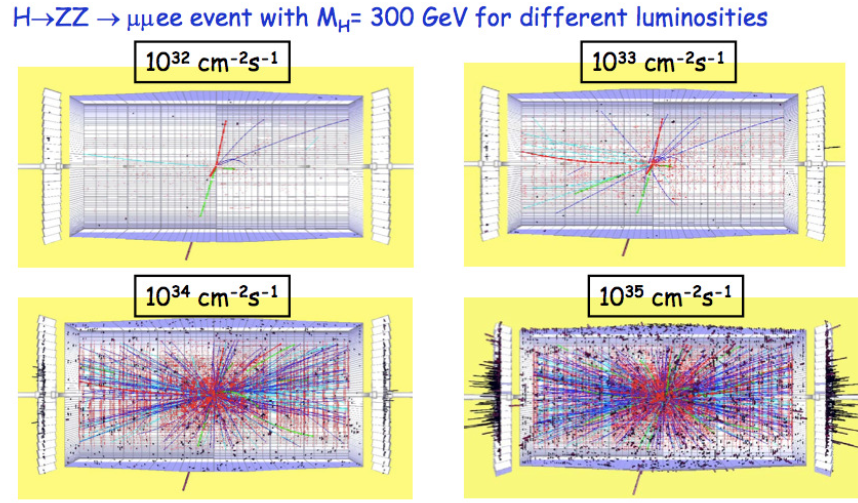 H→ZZ → μμee event with M_H= 300 GeV for different luminosities
10³² cm⁻²s⁻¹
10³³ cm⁻²s⁻¹
10³⁴ cm⁻²s⁻¹
10³⁵ cm⁻²s⁻¹